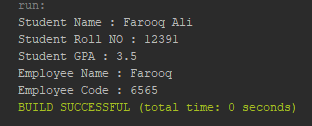 run:
Student Name : Farooq Ali
Student Roll NO : 12391
Student GPA : 3.5
Employee Name : Farooq
Employee Code : 6565
BUILD SUCCESSFUL (total time: 0 seconds)